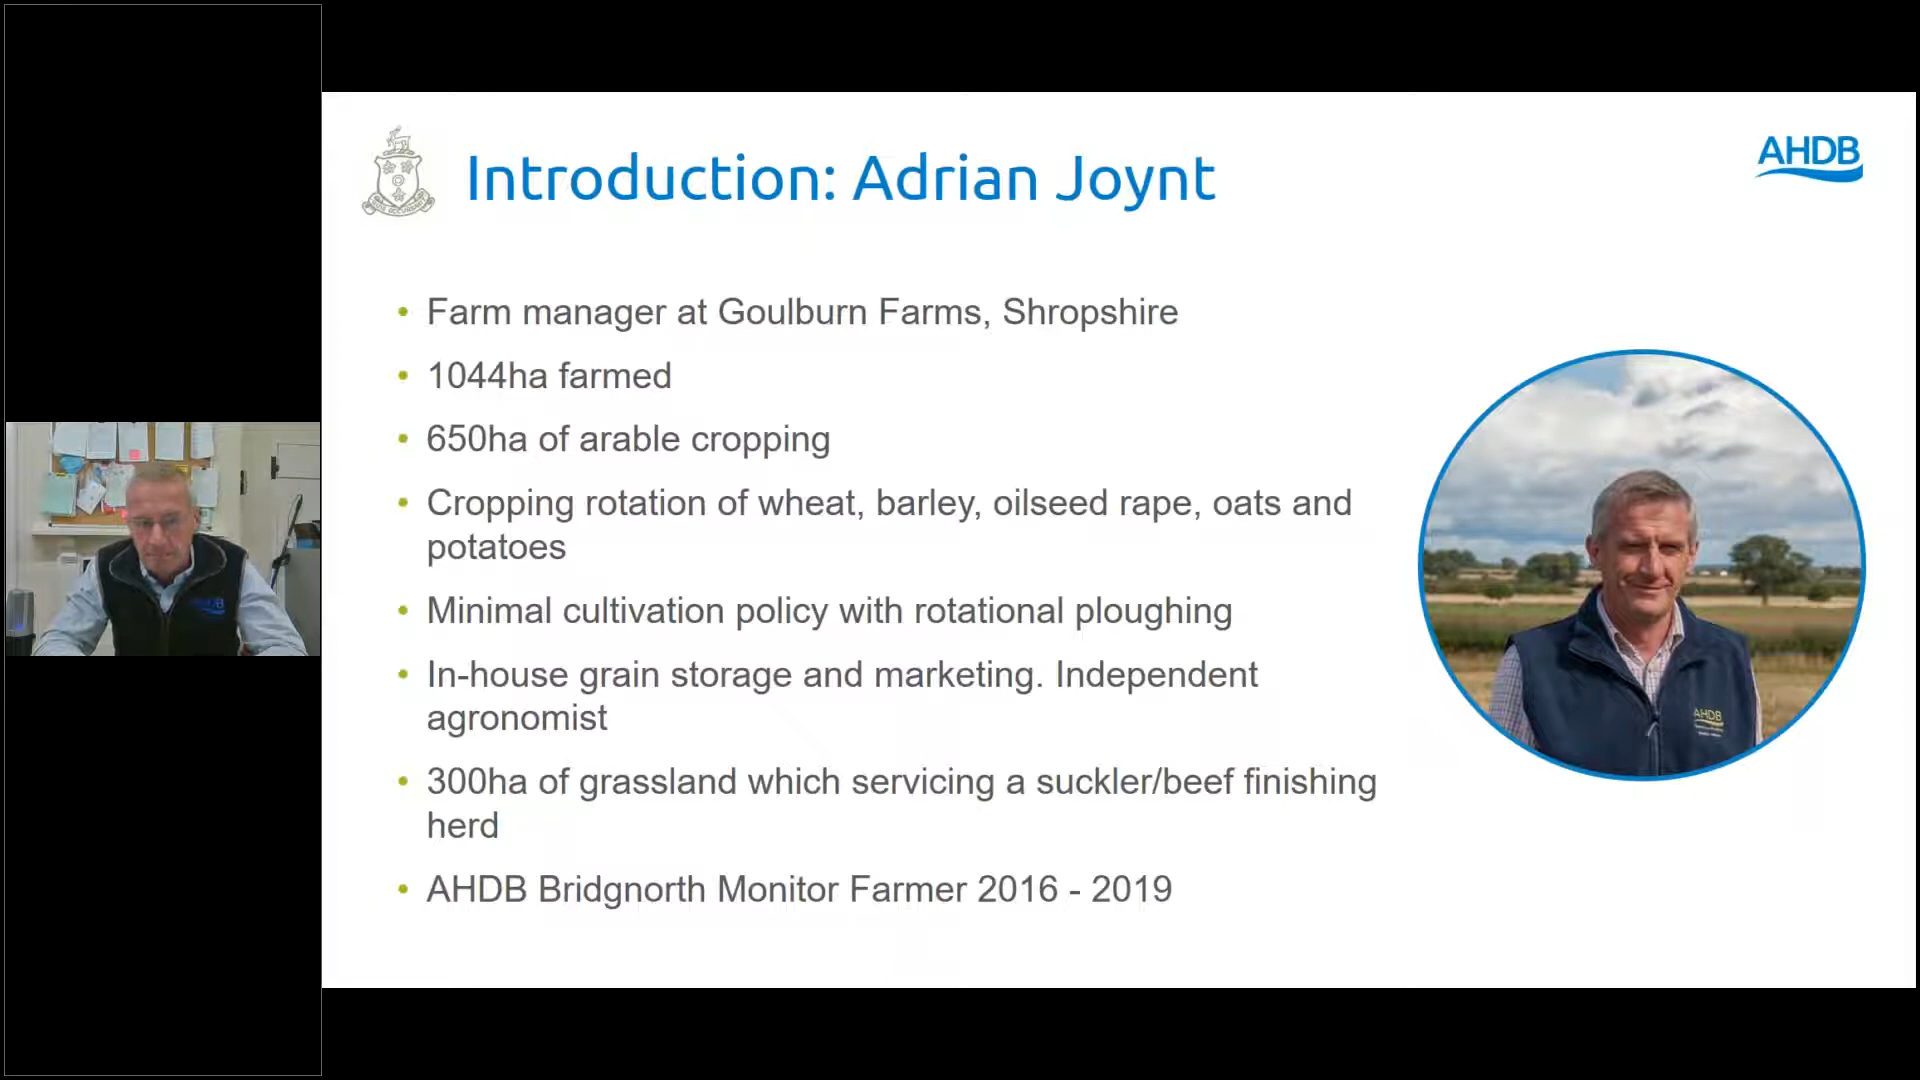 Introduction: Adrian Joynt
AHDB
• Farm manager at Goulburn Farms, Shropshire
• 1044ha farmed
• 650ha of arable cropping
• Cropping rotation of wheat, barley, oilseed rape, oats and
potatoes
• Minimal cultivation policy with rotational ploughing
• In-house grain storage and marketing. Independent
agronomist
• 300ha of grassland which servicing a suckler/beef finishing
herd
• AHDB Bridgnorth Monitor Farmer 2016 - 2019
AHDB
AHDB